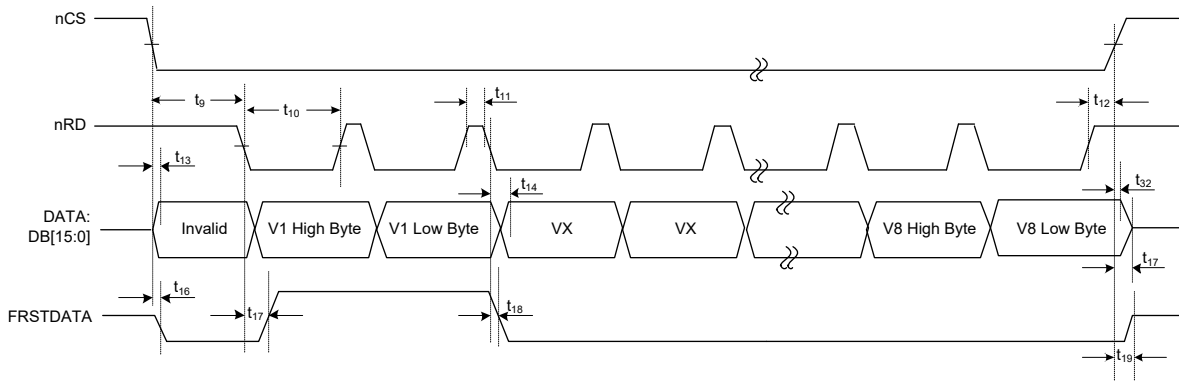 nCS
t9
t10
t11
t12
nRD
t13
t14
t32
DATA:
DB[15:0]
Invalid
V1 High Byte
V1 Low Byte
VX
VX
V8 High Byte
V8 Low Byte
t17
t16
FRSTDATA
t17
t18
t19